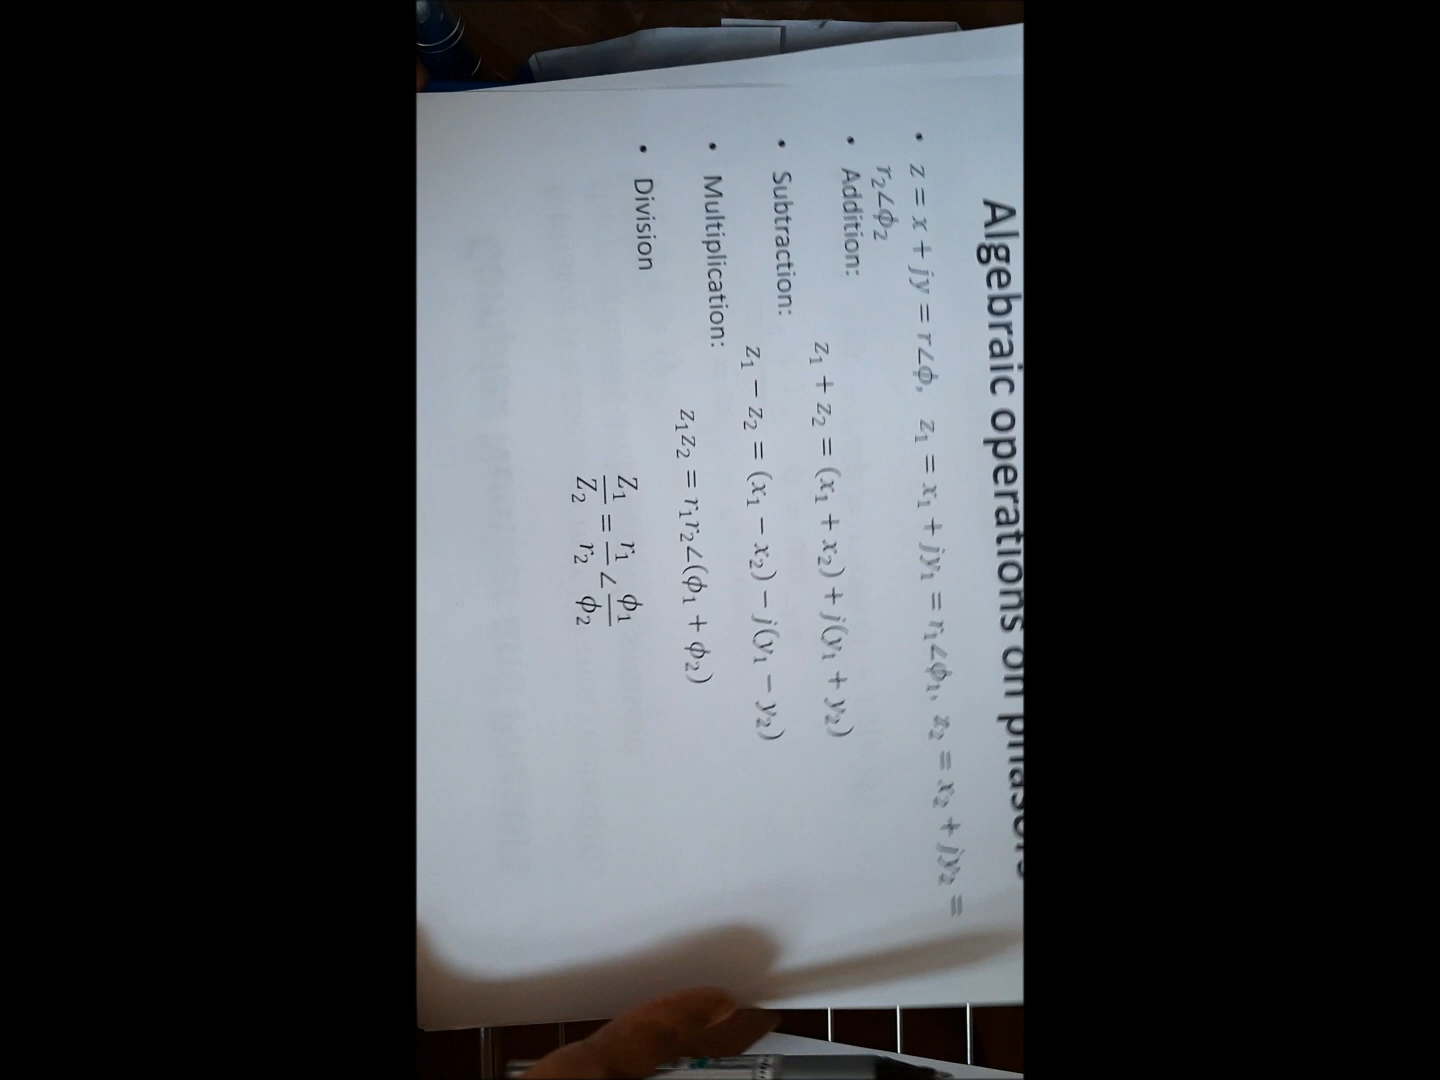 Algebraic operations on phasors
• z = x + jy = r∠ϕ, z₁ = x₁ + jy₁ = r₁∠ϕ₁, z₂ = x₂ + jy₂ =
r₂∠ϕ₂
• Addition:
z₁ + z₂ = (x₁ + x₂) + j(y₁ + y₂)
• Subtraction:
z₁ − z₂ = (x₁ − x₂) − j(y₁ − y₂)
• Multiplication:
z₁z₂ = r₁r₂∠(ϕ₁ + ϕ₂)
• Division
Z₁/Z₂ = r₁/r₂ ∠ ϕ₁/ϕ₂